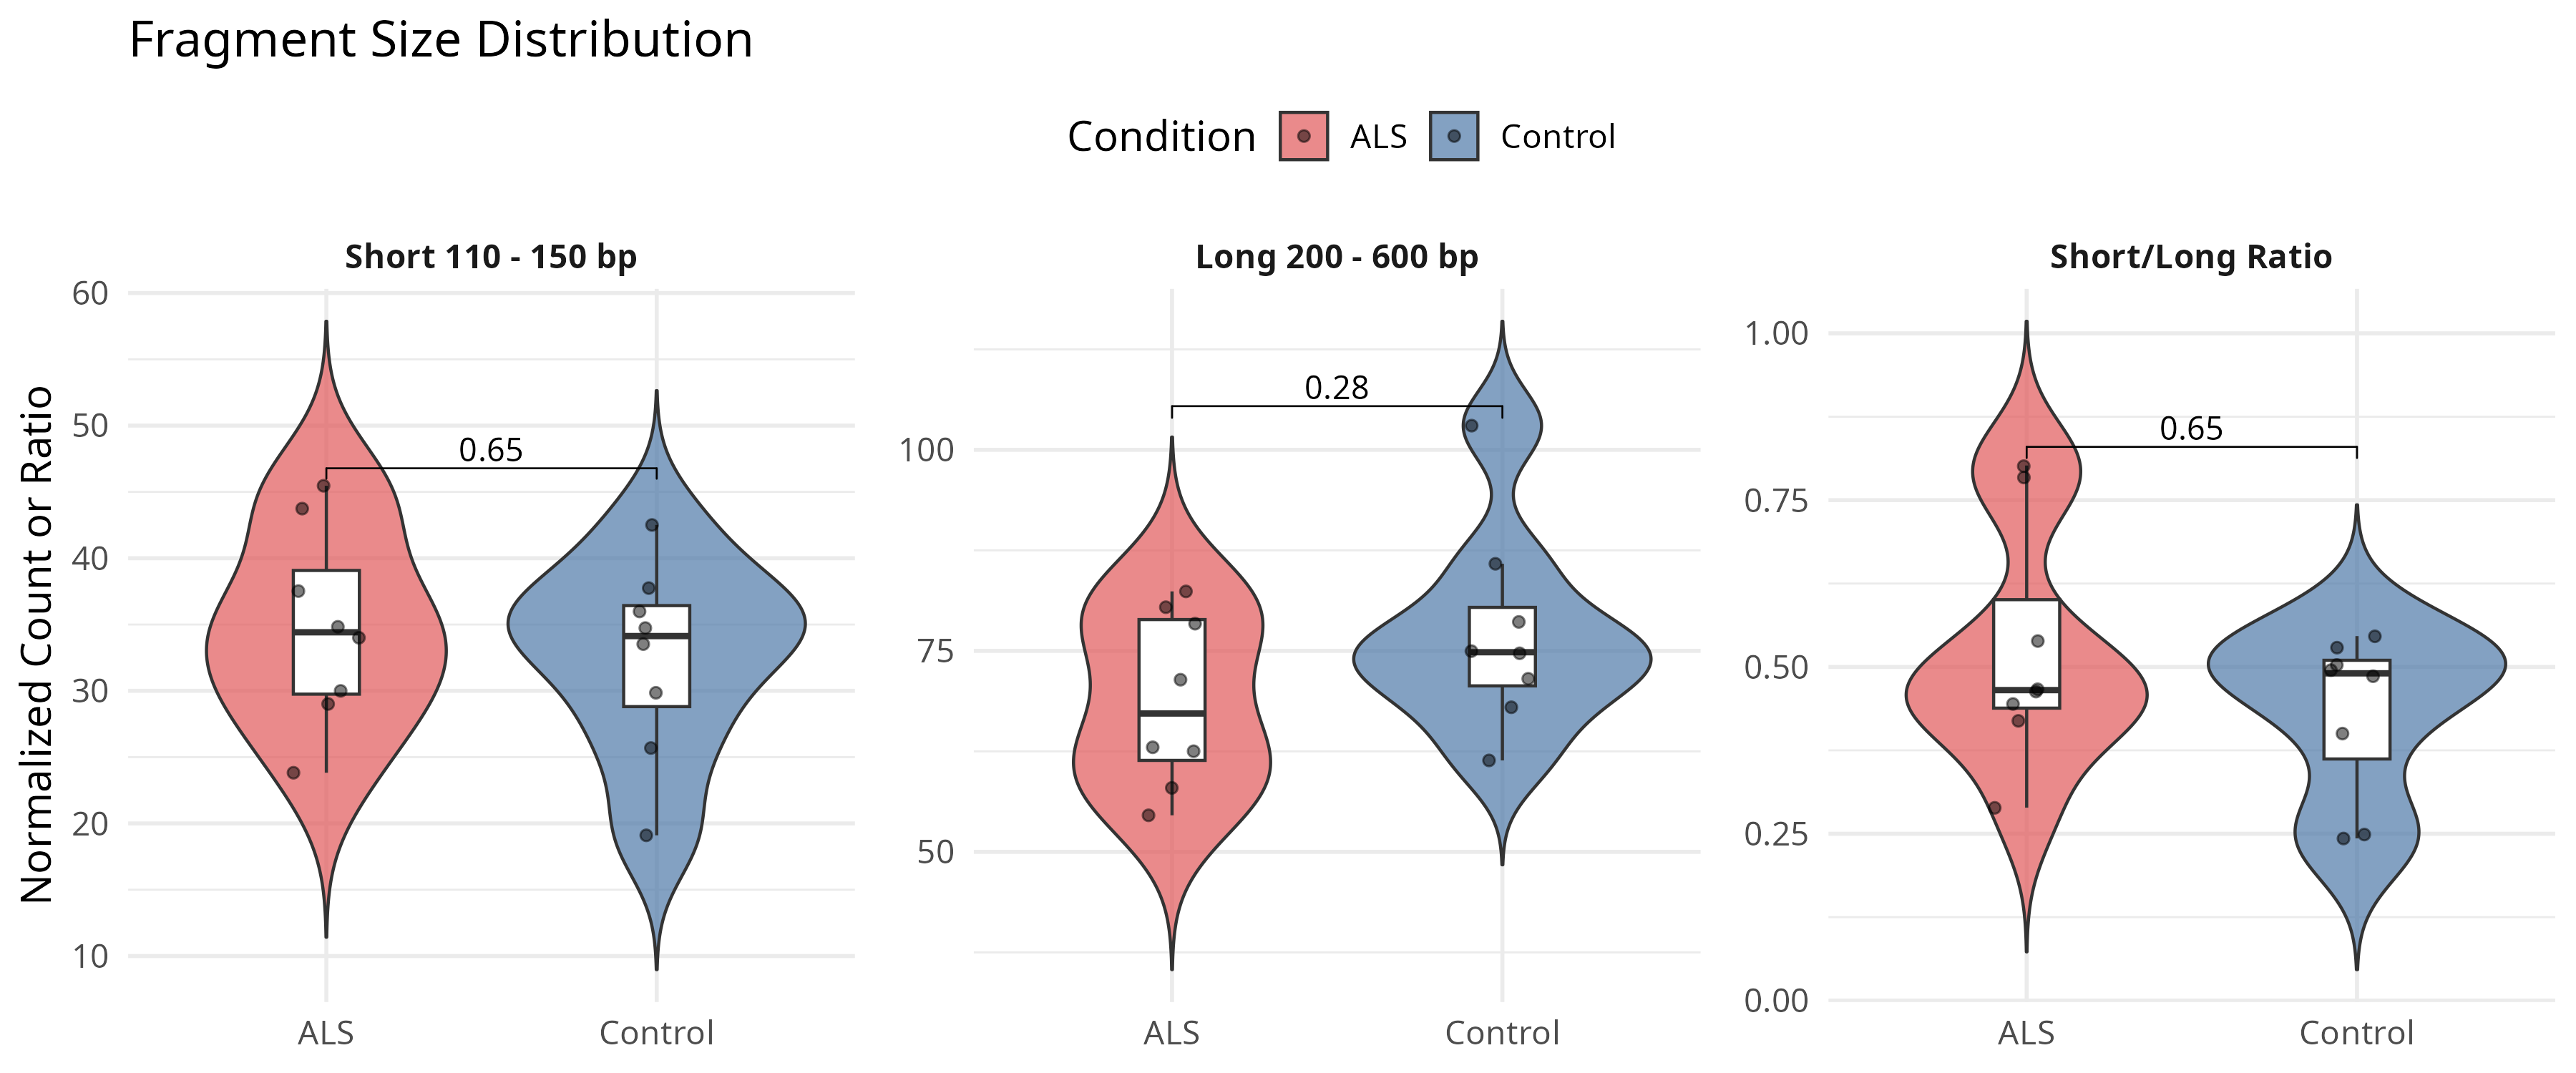 Fragment Size Distribution
Condition ALS Control
Short 110 - 150 bp
Long 200 - 600 bp
Short/Long Ratio
Normalized Count or Ratio
60
50
40
30
20
10
0.65
ALS Control
100
75
50
0.28
ALS Control
1.00
0.75
0.50
0.25
0.00
0.65
ALS Control